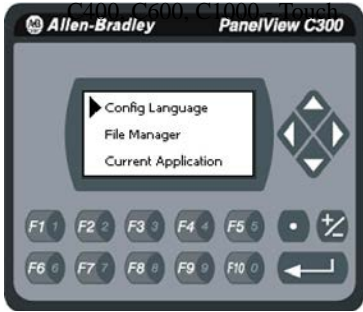 C400, C600, C1000 - Touch
AB Allen-Bradley PanelView C300
Config Language
File Manager
Current Application
F1 1 F2 2 F3 3 F4 4 F5 5 • +/-
F6 6 F7 7 F8 8 F9 9 F10 0